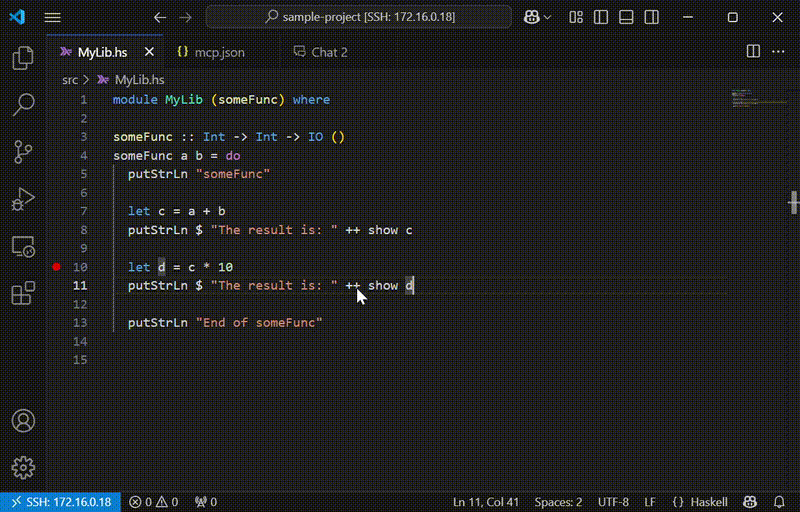 sample-project [SSH: 172.16.0.18]
MyLib.hs
{} mcp.json
Chat 2
src > MyLib.hs
1 module MyLib (someFunc) where
2
3 someFunc :: Int -> Int -> IO ()
4 someFunc a b = do
5 putStrLn "someFunc"
6
7 let c = a + b
8 putStrLn $ "The result is: " ++ show c
9
10 let d = c * 10
11 putStrLn $ "The result is: " ++ show d
12
13 putStrLn "End of someFunc"
14
15
SSH: 172.16.0.18 0 0 0 Ln 11, Col 41 Spaces: 2 UTF-8 LF {} Haskell